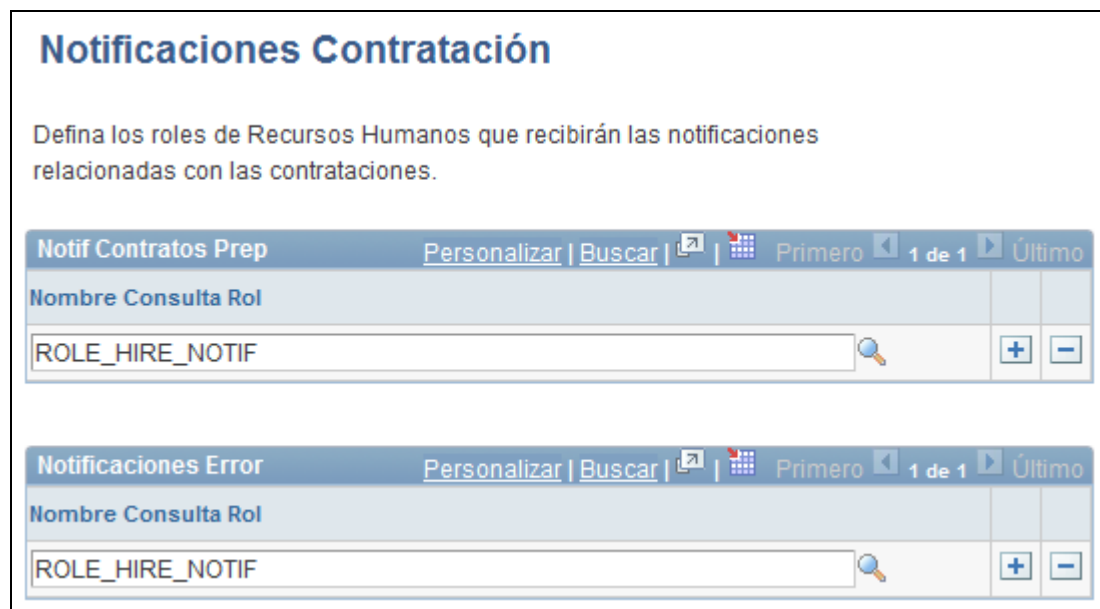 Notificaciones Contratación
Defina los roles de Recursos Humanos que recibirán las notificaciones
relacionadas con las contrataciones.
Notif Contratos Prep Personalizar | Buscar | | Primero 1 de 1 Último
Nombre Consulta Rol
ROLE_HIRE_NOTIF
Notificaciones Error Personalizar | Buscar | | Primero 1 de 1 Último
Nombre Consulta Rol
ROLE_HIRE_NOTIF